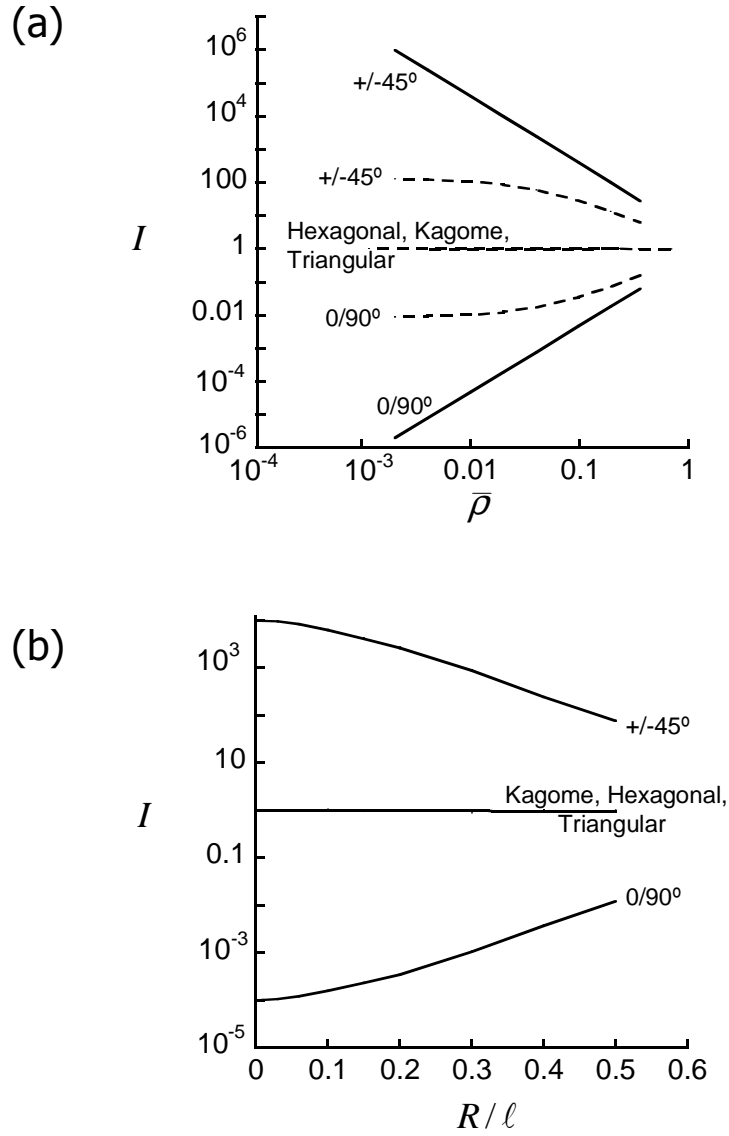 (a)
10^6
+/-45º
10^4
100
+/-45º
Hexagonal, Kagome,
I
1
Triangular
0.01
0/90º
10^-4
0/90º
10^-6
10^-4
10^-3
0.01
0.1
1
ρ̅
(b)
10^3
+/-45º
10
Kagome, Hexagonal,
Triangular
I
0.1
0/90º
10^-3
10^-5
0
0.1
0.2
0.3
0.4
0.5
0.6
R/ℓ